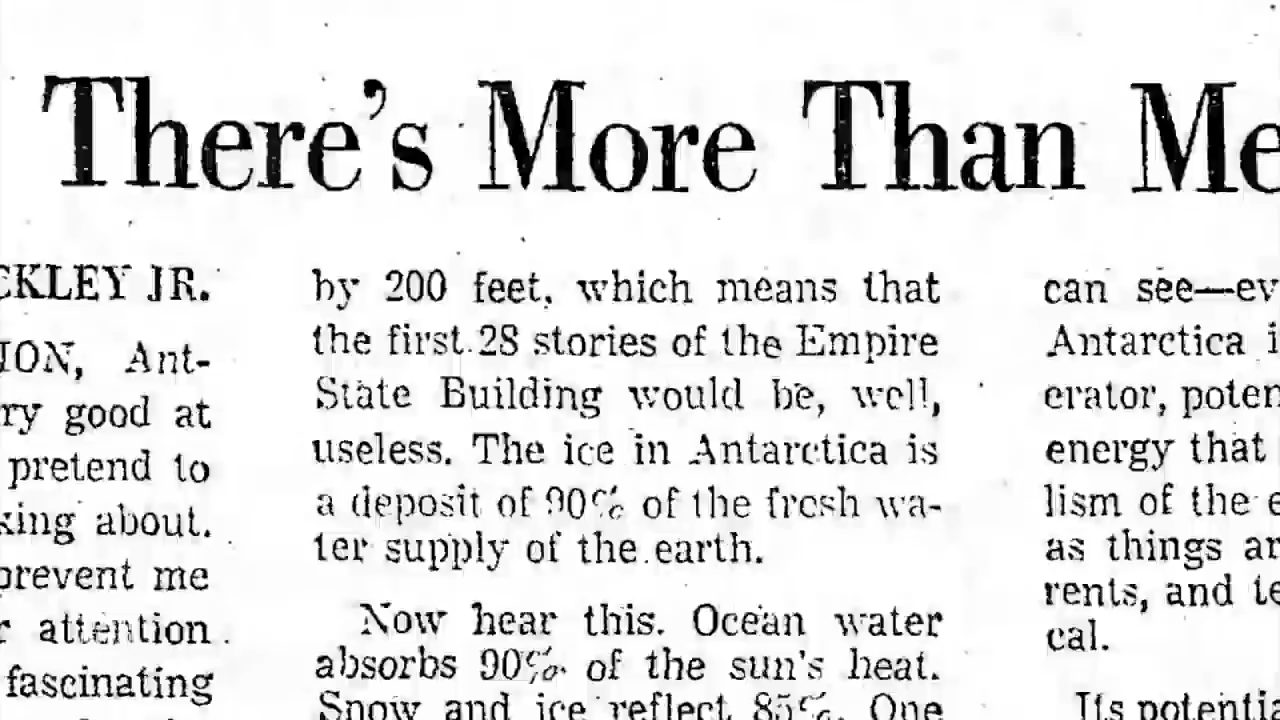 There's More Than Me
CKLEY JR.
ION, Ant-
ry good at
pretend to
king about.
prevent me
r attention
fascinating
by 200 feet, which means that
the first 28 stories of the Empire
State Building would be, well,
useless. The ice in Antarctica is
a deposit of 90% of the fresh wa-
ter supply of the earth.
Now hear this. Ocean water
absorbs 90% of the sun's heat.
Snow and ice reflect 85%. One
can see—ev
Antarctica i
erator, poten
energy that
lism of the e
as things ar
rents, and te
cal.
Its potentia